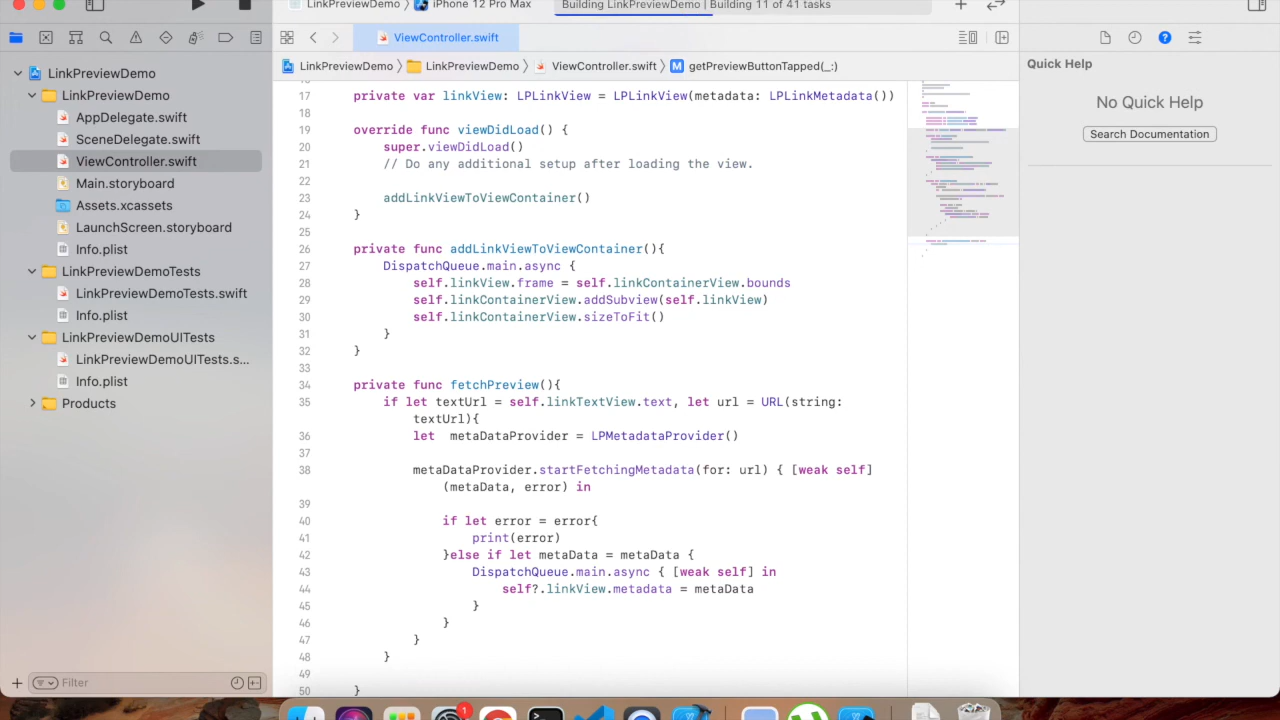 LinkPreviewDemo
iPhone 12 Pro Max
Building LinkPreviewDemo | Building 11 of 41 tasks
ViewController.swift
LinkPreviewDemo
LinkPreviewDemo
AppDelegate.swift
SceneDelegate.swift
ViewController.swift
Main.storyboard
Assets.xcassets
LaunchScreen.storyboard
Info.plist
LinkPreviewDemoTests
LinkPreviewDemoTests.swift
Info.plist
LinkPreviewDemoUITests
LinkPreviewDemoUITests.s...
Info.plist
Products
Filter
LinkPreviewDemo
LinkPreviewDemo
ViewController.swift
M getPreviewButtonTapped(_:)
17 private var linkView: LPLinkView = LPLinkView(metadata: LPLinkMetadata())
18
19 override func viewDidLoad() {
20 super.viewDidLoad()
21 // Do any additional setup after loading the view.
22
23 addLinkViewToViewContainer()
24 }
25
26 private func addLinkViewToViewContainer(){
27 DispatchQueue.main.async {
28 self.linkView.frame = self.linkContainerView.bounds
29 self.linkContainerView.addSubview(self.linkView)
30 self.linkContainerView.sizeToFit()
31 }
32 }
33
34 private func fetchPreview(){
35 if let textUrl = self.linkTextView.text, let url = URL(string:
textUrl){
36 let  metaDataProvider = LPMetadataProvider()
37
38 metaDataProvider.startFetchingMetadata(for: url) { [weak self]
(metaData, error) in
39
40 if let error = error{
41 print(error)
42 }else if let metaData = metaData {
43 DispatchQueue.main.async { [weak self] in
44 self?.linkView.metadata = metaData
45 }
46 }
47 }
48 }
49
50 }
Quick Help
No Quick Help
Search Documentation
1